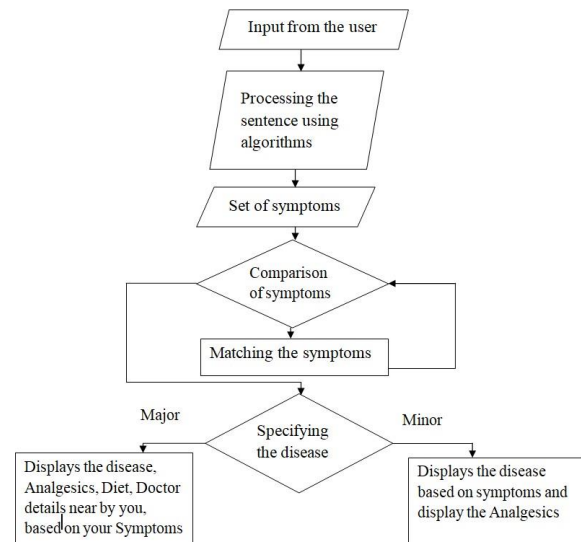 Input from the user
Processing the
sentence using
algorithms
Set of symptoms
Comparison
of symptoms
Matching the symptoms
Major
Minor
Specifying
the disease
Displays the disease,
Analgesics, Diet, Doctor
details near by you,
based on your Symptoms
Displays the disease
based on symptoms and
display the Analgesics